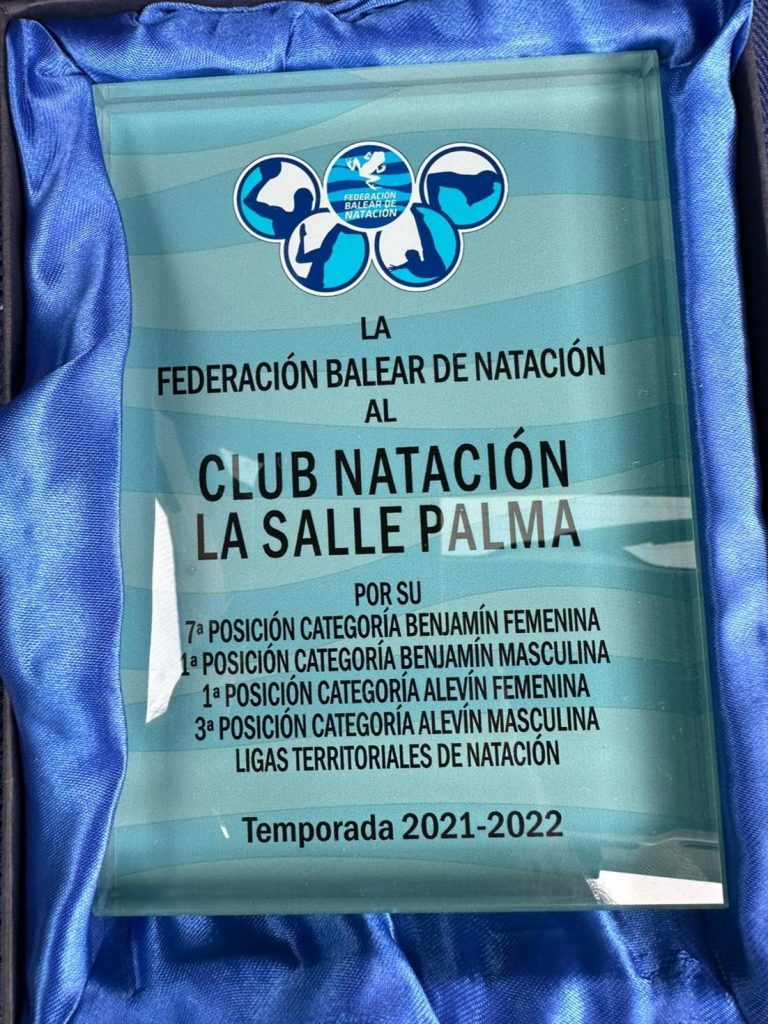 FEDERACIÓN
BALEAR DE
NATACIÓN
LA
FEDERACIÓN BALEAR DE NATACIÓN
AL
CLUB NATACIÓN
LA SALLE PALMA
POR SU
7ª POSICIÓN CATEGORÍA BENJAMÍN FEMENINA
1ª POSICIÓN CATEGORÍA BENJAMÍN MASCULINA
1ª POSICIÓN CATEGORÍA ALEVÍN FEMENINA
3ª POSICIÓN CATEGORÍA ALEVÍN MASCULINA
LIGAS TERRITORIALES DE NATACIÓN
Temporada 2021-2022